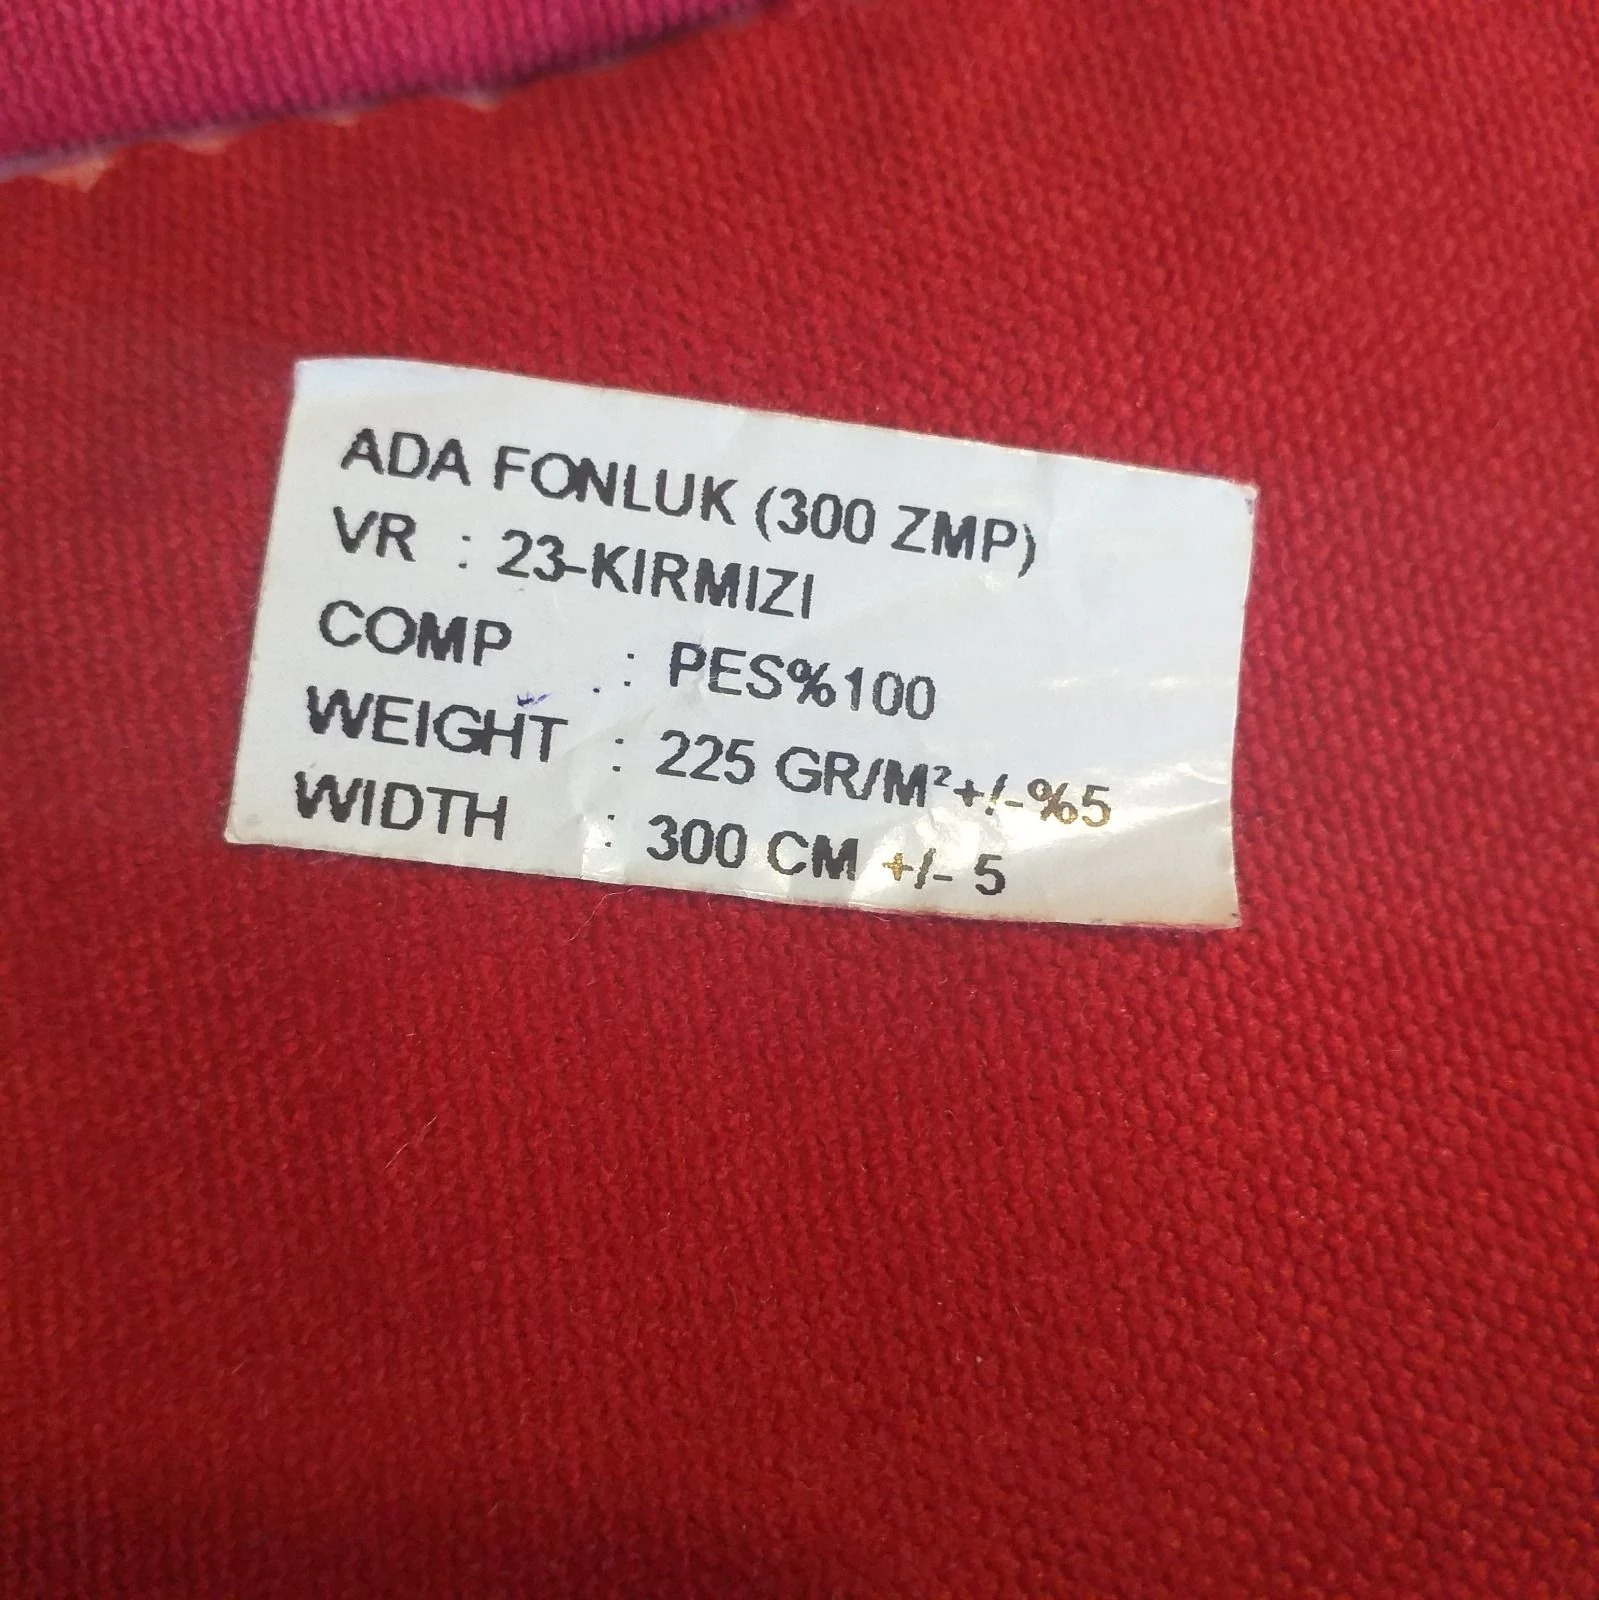 ADA FONLUK (300 ZMP)
VR : 23-KIRMIZI
COMP : PES%100
WEIGHT : 225 GR/M²+/-%5
WIDTH : 300 CM +/- 5